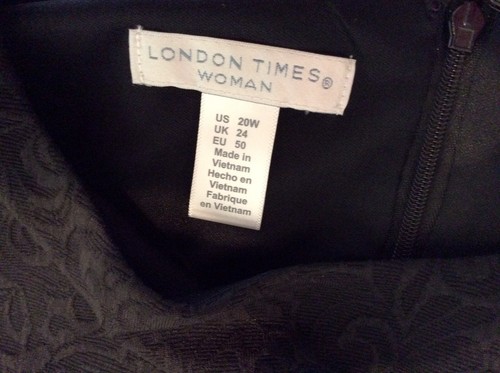 LONDON TIMES®
WOMAN
US 20W
UK 24
EU 50
Made in
Vietnam
Hecho en
Vietnam
Fabrique
en Vietnam